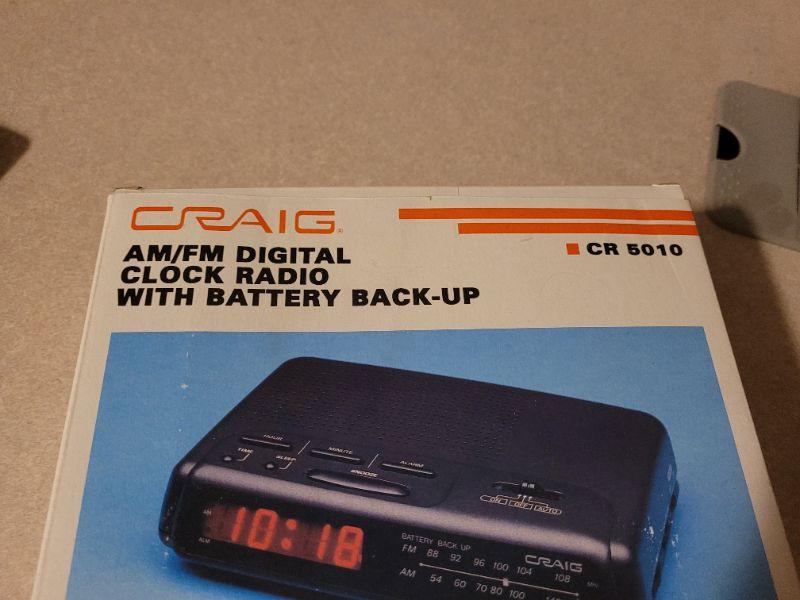 CRAIG®
AM/FM DIGITAL
CLOCK RADIO
WITH BATTERY BACK-UP
CR 5010
HOUR MINUTE ALARM
TIME SLEEP SNOOZE
ON OFF AUTO
AM 10:18
ALM
BATTERY BACK UP
CRAIG
FM 88 92 96 100 104 108
AM 54 60 70 80 100